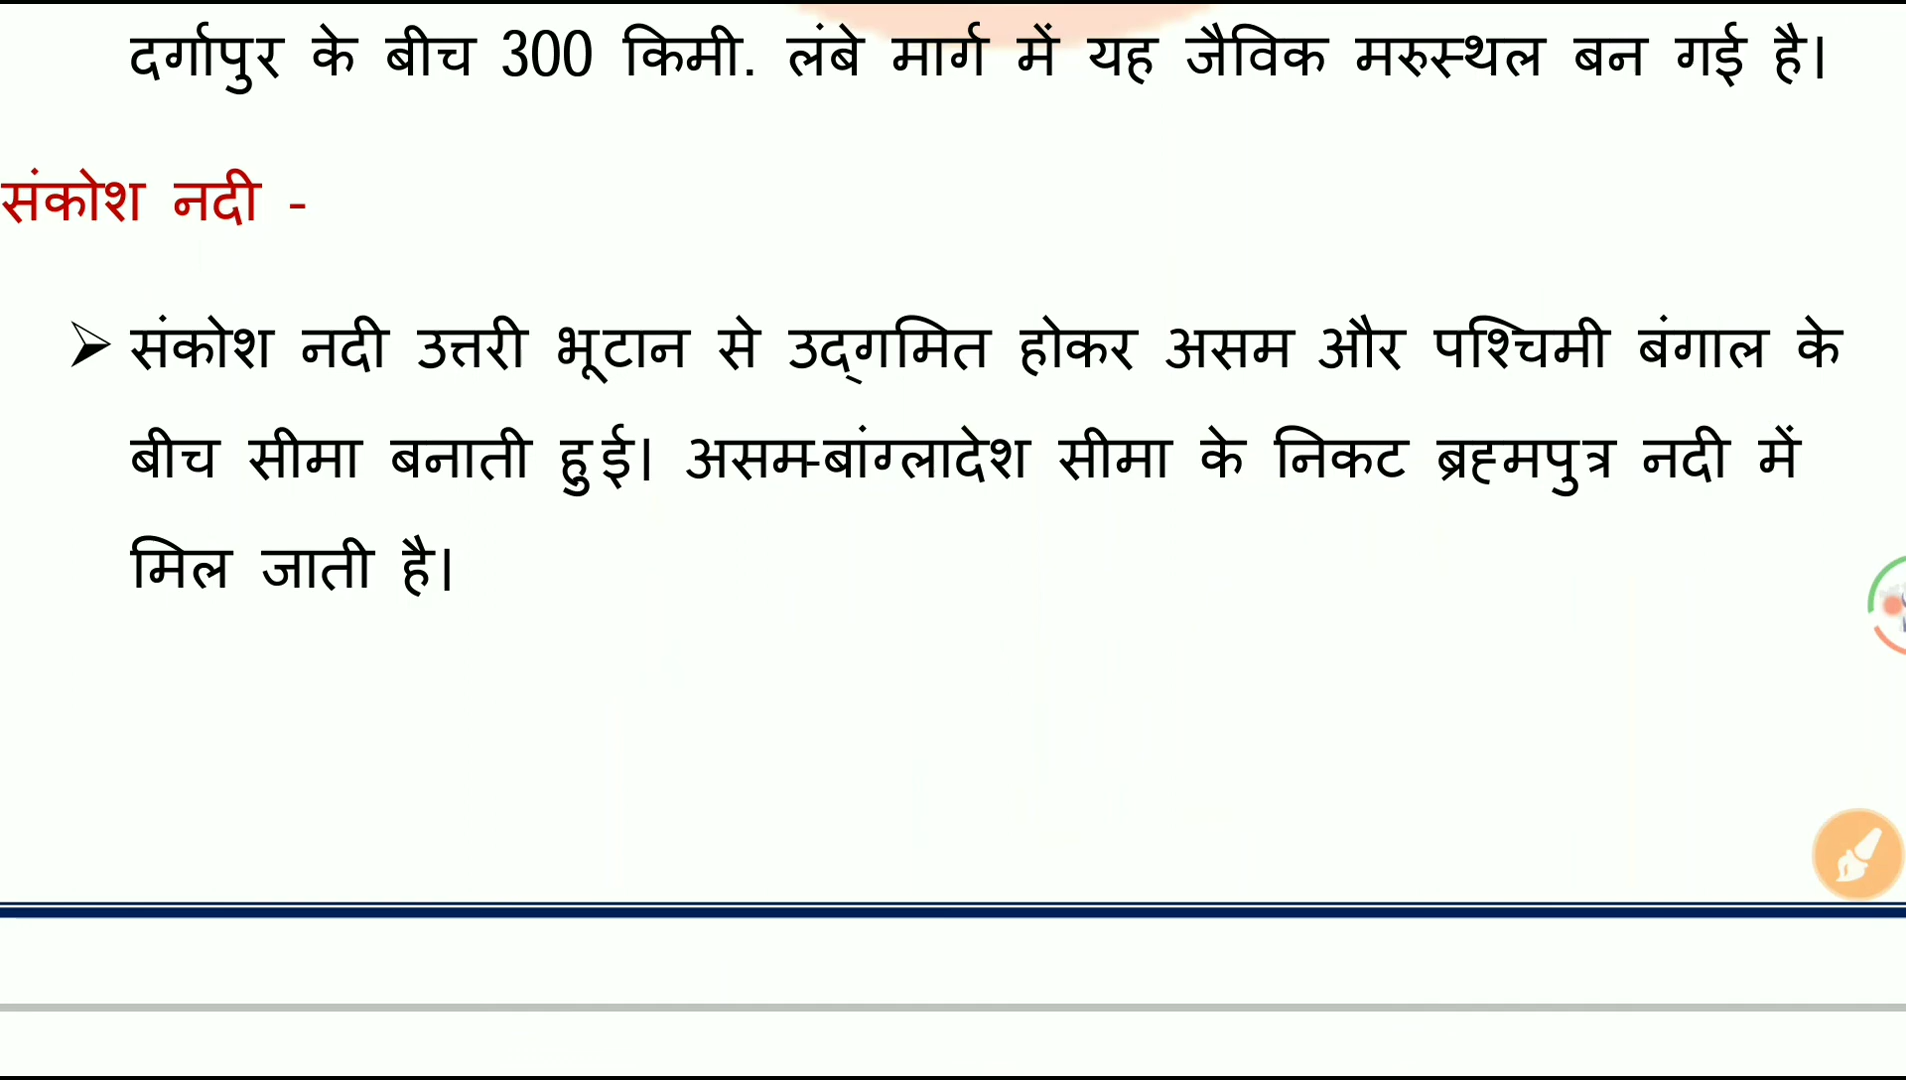 दर्गापुर के बीच 300 किमी. लंबे मार्ग में यह जैविक मरुस्थल बन गई है।
संकोश नदी -
➢ संकोश नदी उत्तरी भूटान से उद्‌गमित होकर असम और पश्चिमी बंगाल के
बीच सीमा बनाती हुई। असम-बांग्लादेश सीमा के निकट ब्रह्मपुत्र नदी में
मिल जाती है।